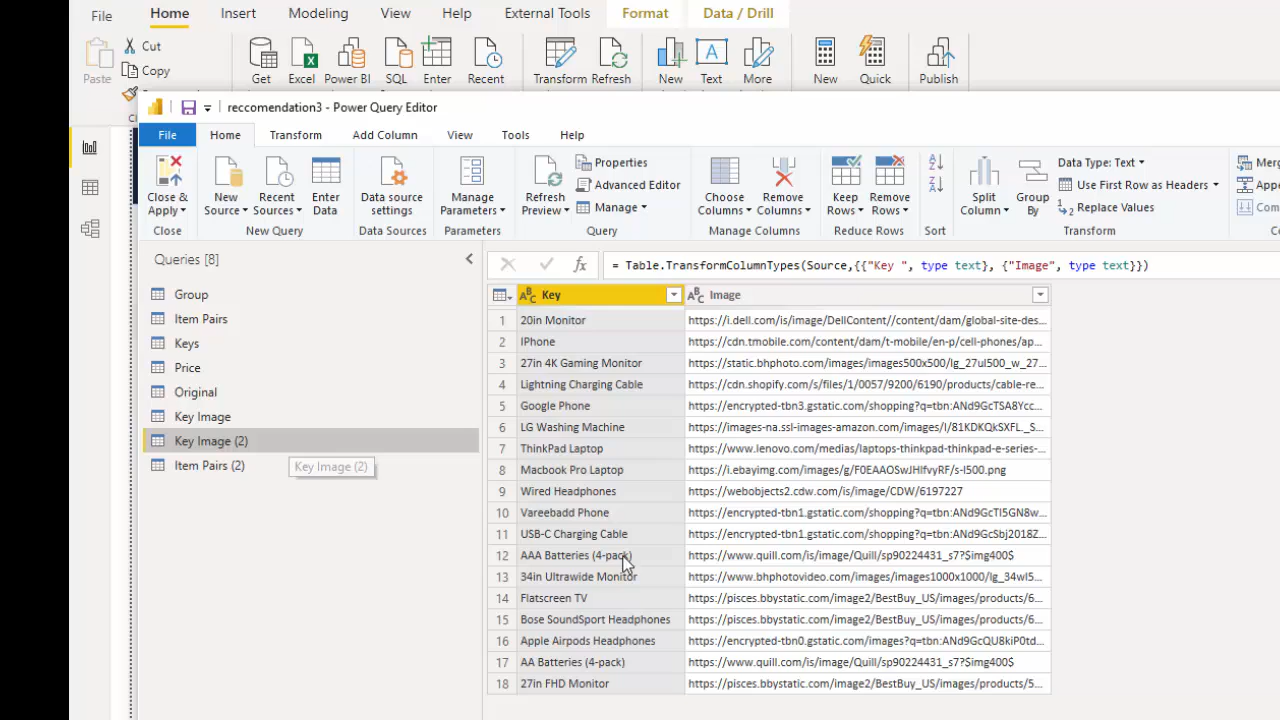 File Home Insert Modeling View Help External Tools Format Data / Drill
Cut
Copy
Paste
Get Excel Power BI SQL Enter Recent Transform Refresh New Text More New Quick Publish
reccomendation3 - Power Query Editor
File Home Transform Add Column View Tools Help
Close & Apply
New Source
Recent Sources
Enter Data
Data source settings
Manage Parameters
Refresh Preview
Properties
Advanced Editor
Manage
Choose Columns
Remove Columns
Keep Rows
Remove Rows
Split Column
Group By
Data Type: Text
Use First Row as Headers
Replace Values
Close New Query Data Sources Parameters Query Manage Columns Reduce Rows Sort Transform
Queries [8]
= Table.TransformColumnTypes(Source,{{"Key ", type text}, {"Image", type text}})
Group
Item Pairs
Keys
Price
Original
Key Image
Key Image (2)
Item Pairs (2)
Key Image (2)
Key Image
1 20in Monitor https://i.dell.com/is/image/DellContent//content/dam/global-site-des...
2 IPhone https://cdn.tmobile.com/content/dam/t-mobile/en-p/cell-phones/ap...
3 27in 4K Gaming Monitor https://static.bhphoto.com/images/images500x500/lg_27ul500_w_27...
4 Lightning Charging Cable https://cdn.shopify.com/s/files/1/0057/9200/6190/products/cable-re...
5 Google Phone https://encrypted-tbn3.gstatic.com/shopping?q=tbn:ANd9GcTSA8Ycc...
6 LG Washing Machine https://images-na.ssl-images-amazon.com/images/I/81KDKQkSXFL._S...
7 ThinkPad Laptop https://www.lenovo.com/medias/laptops-thinkpad-thinkpad-e-series-...
8 Macbook Pro Laptop https://i.ebayimg.com/images/g/F0EAAOSwJHlfvyRF/s-l500.png
9 Wired Headphones https://webobjects2.cdw.com/is/image/CDW/6197227
10 Vareebadd Phone https://encrypted-tbn1.gstatic.com/shopping?q=tbn:ANd9GcTI5GN8w...
11 USB-C Charging Cable https://encrypted-tbn1.gstatic.com/shopping?q=tbn:ANd9GcSbj2018Z...
12 AAA Batteries (4-pack) https://www.quill.com/is/image/Quill/sp90224431_s7?$img400$
13 34in Ultrawide Monitor https://www.bhphotovideo.com/images/images1000x1000/lg_34wl5...
14 Flatscreen TV https://pisces.bbystatic.com/image2/BestBuy_US/images/products/6...
15 Bose SoundSport Headphones https://pisces.bbystatic.com/image2/BestBuy_US/images/products/6...
16 Apple Airpods Headphones https://encrypted-tbn0.gstatic.com/images?q=tbn:ANd9GcQU8kiP0td...
17 AA Batteries (4-pack) https://www.quill.com/is/image/Quill/sp90224431_s7?$img400$
18 27in FHD Monitor https://pisces.bbystatic.com/image2/BestBuy_US/images/products/5...